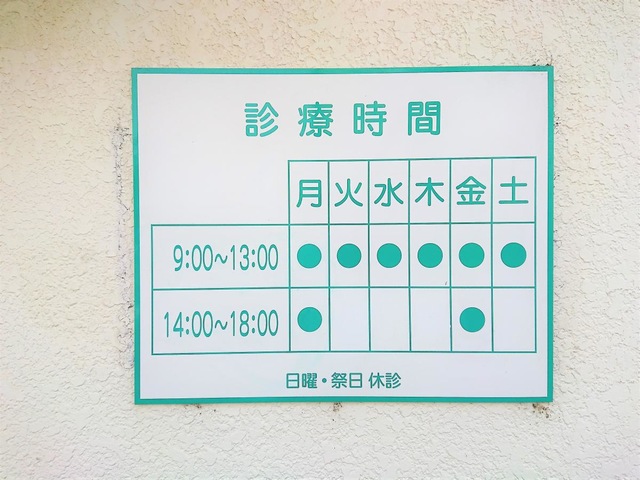 診療時間
月 火 水 木 金 土
9:00~13:00 ● ● ● ● ● ●
14:00~18:00 ● ●
日曜・祭日 休診